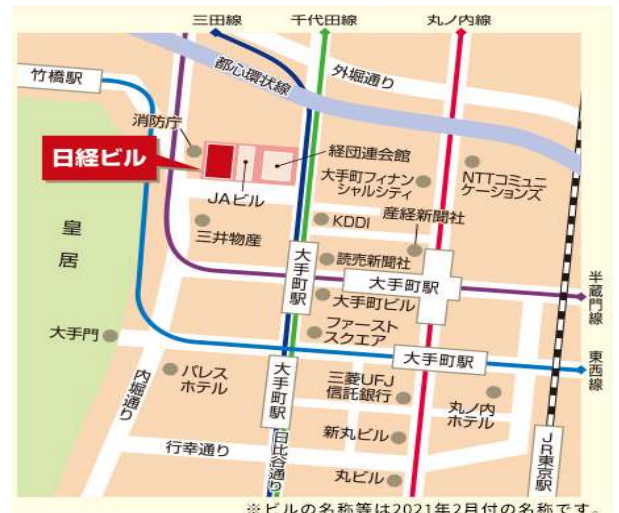 三田線
千代田線
丸ノ内線
竹橋駅
都心環状線
外堀通り
消防庁
日経ビル
経団連会館
JAビル
大手町フィナン
シャルシティ
NTTコミュニ
ケーションズ
KDDI
産経新聞社
三井物産
皇居
大手町駅
読売新聞社
大手町駅
半蔵門線
大手町ビル
大手門
ファースト
スクエア
大手町駅
東西線
パレス
ホテル
内堀通り
大手町駅
三菱UFJ
信託銀行
丸ノ内
ホテル
新丸ビル
行幸通り
日比谷通り
丸ビル
JR東京駅
※ビルの名称等は2021年2月付の名称です。